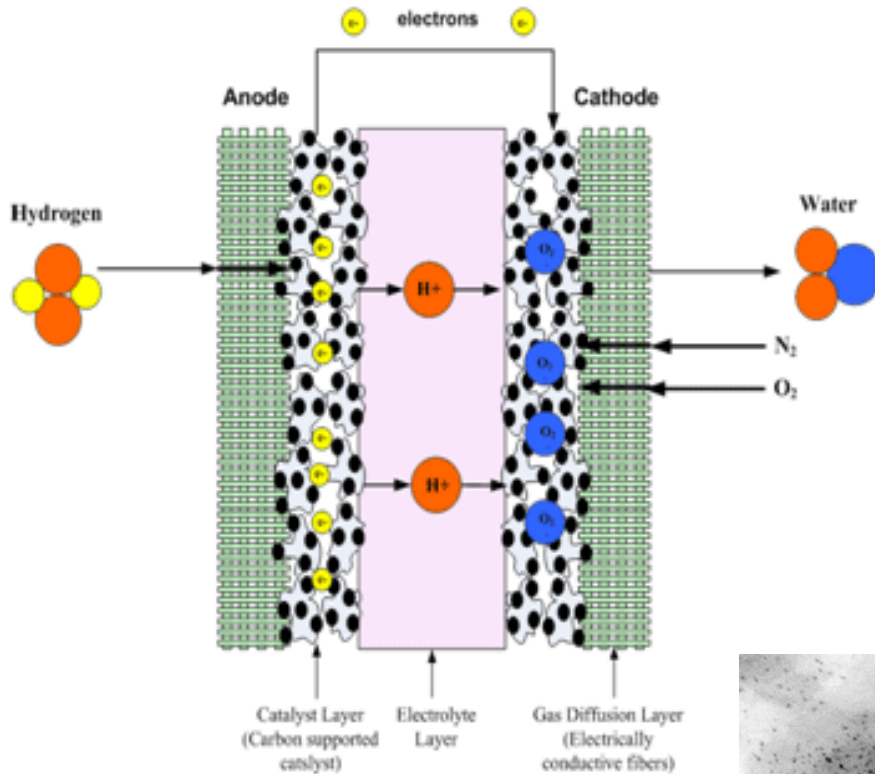 e- electrons e-
Anode
Cathode
Hydrogen
Water
e-
e-
e-
e-
e-
e-
e-
e-
H+
H+
O2
O2
O2
O2
N2
O2
Catalyst Layer
(Carbon supported
catslyst)
Electrolyte
Layer
Gas Diffusion Layer
(Electrically
conductive fibers)